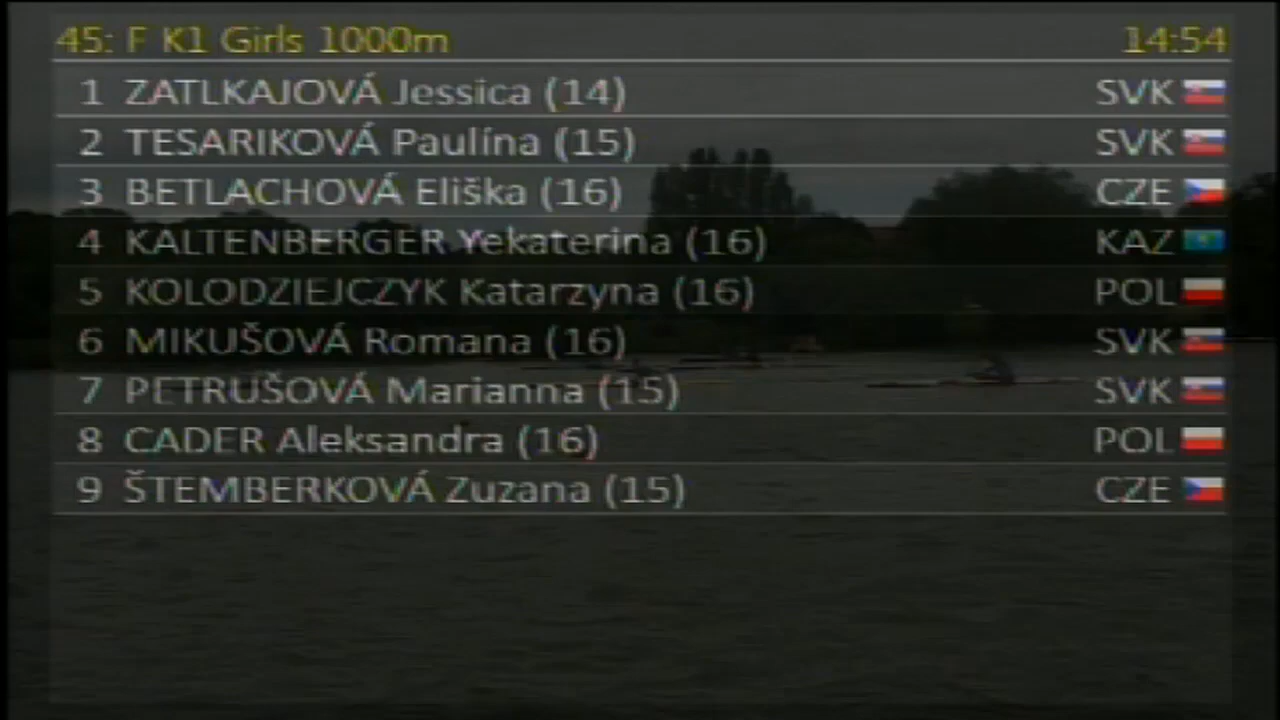 45: F K1 Girls 1000m 14:54
1 ZATLKAJOVÁ Jessica (14) SVK
2 TESARIKOVÁ Paulína (15) SVK
3 BETLACHOVÁ Eliška (16) CZE
4 KALTENBERGER Yekaterina (16) KAZ
5 KOLODZIEJCZYK Katarzyna (16) POL
6 MIKUŠOVÁ Romana (16) SVK
7 PETRUŠOVÁ Marianna (15) SVK
8 CADER Aleksandra (16) POL
9 ŠTEMBERKOVÁ Zuzana (15) CZE